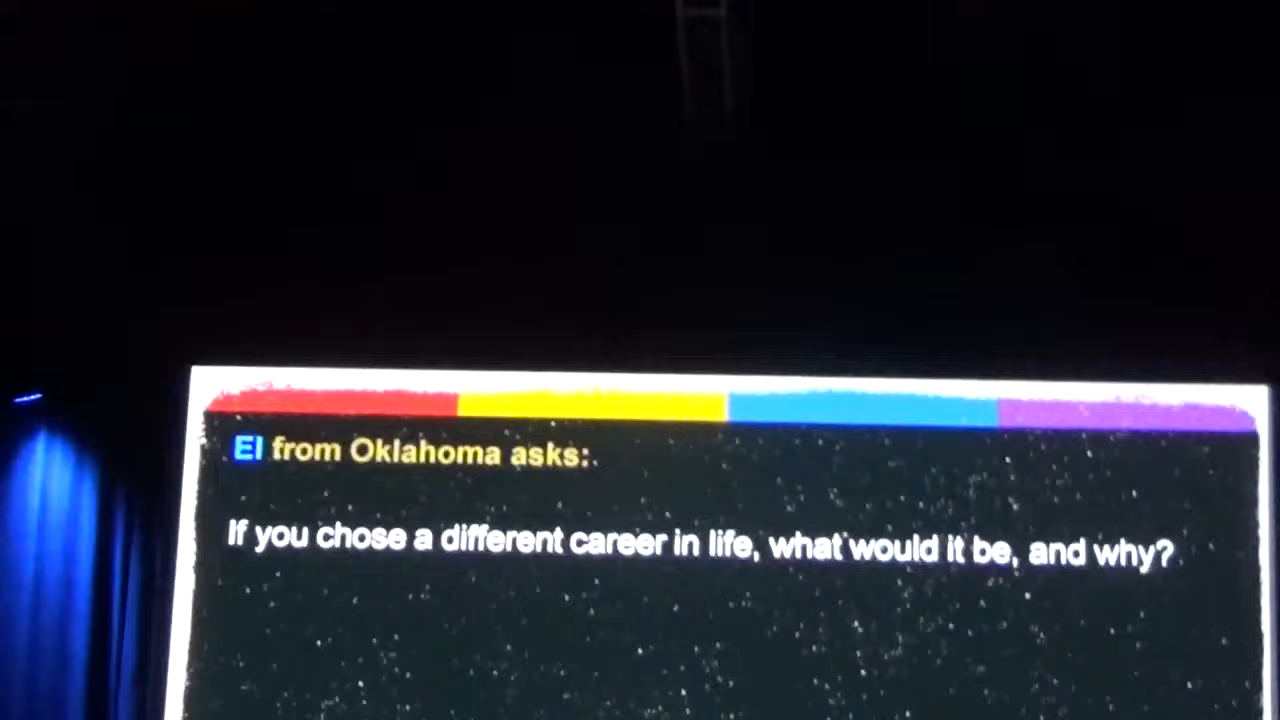 El from Oklahoma asks:
If you chose a different career in life, what would it be, and why?